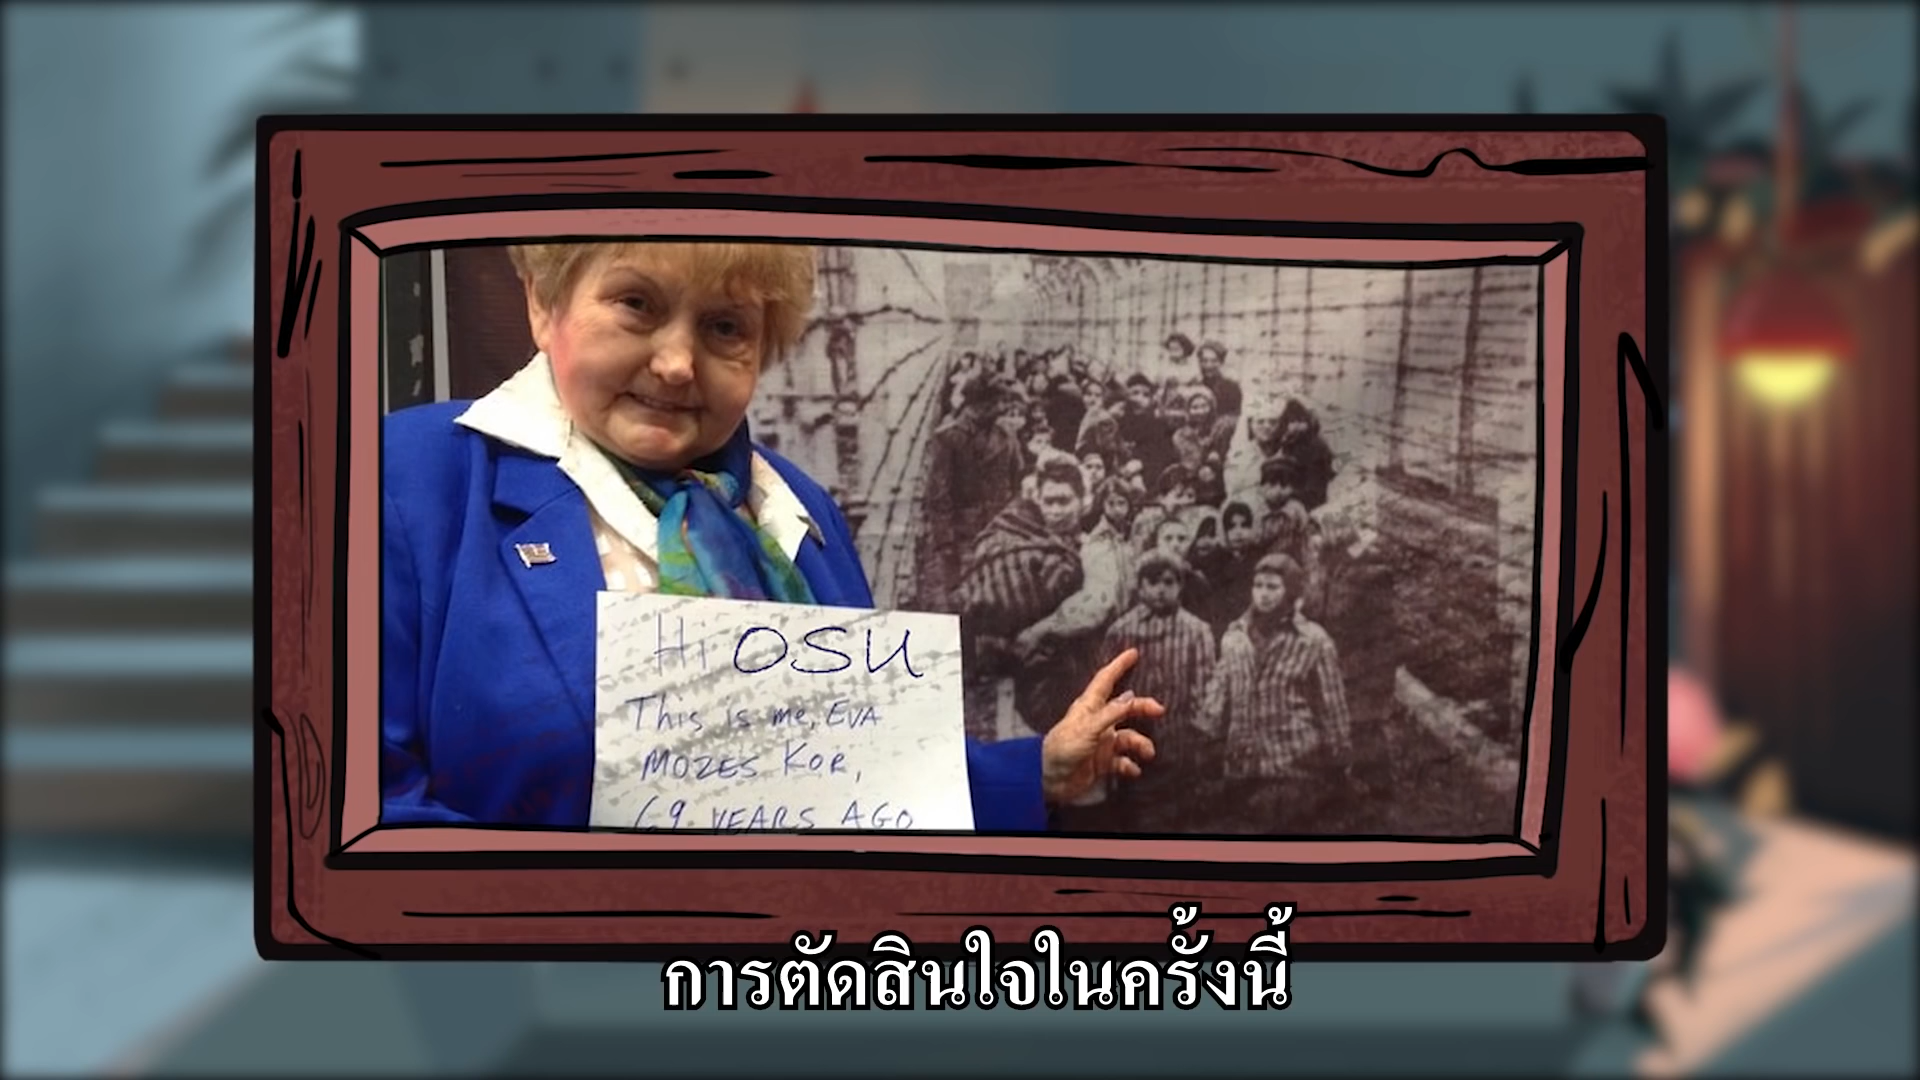 Hi OSU
This is me, EVA
MOZES KOR,
69 YEARS AGO
การตัดสินใจในครั้งนี้